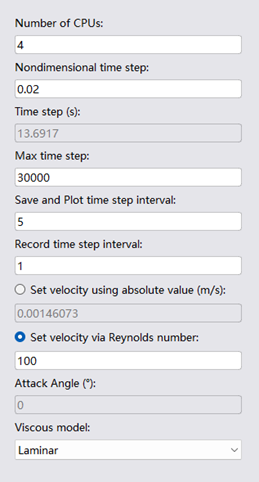 Number of CPUs:
4
Nondimensional time step:
0.02
Time step (s):
13.6917
Max time step:
30000
Save and Plot time step interval:
5
Record time step interval:
1
Set velocity using absolute value (m/s):
0.00146073
Set velocity via Reynolds number:
100
Attack Angle (°):
0
Viscous model:
Laminar